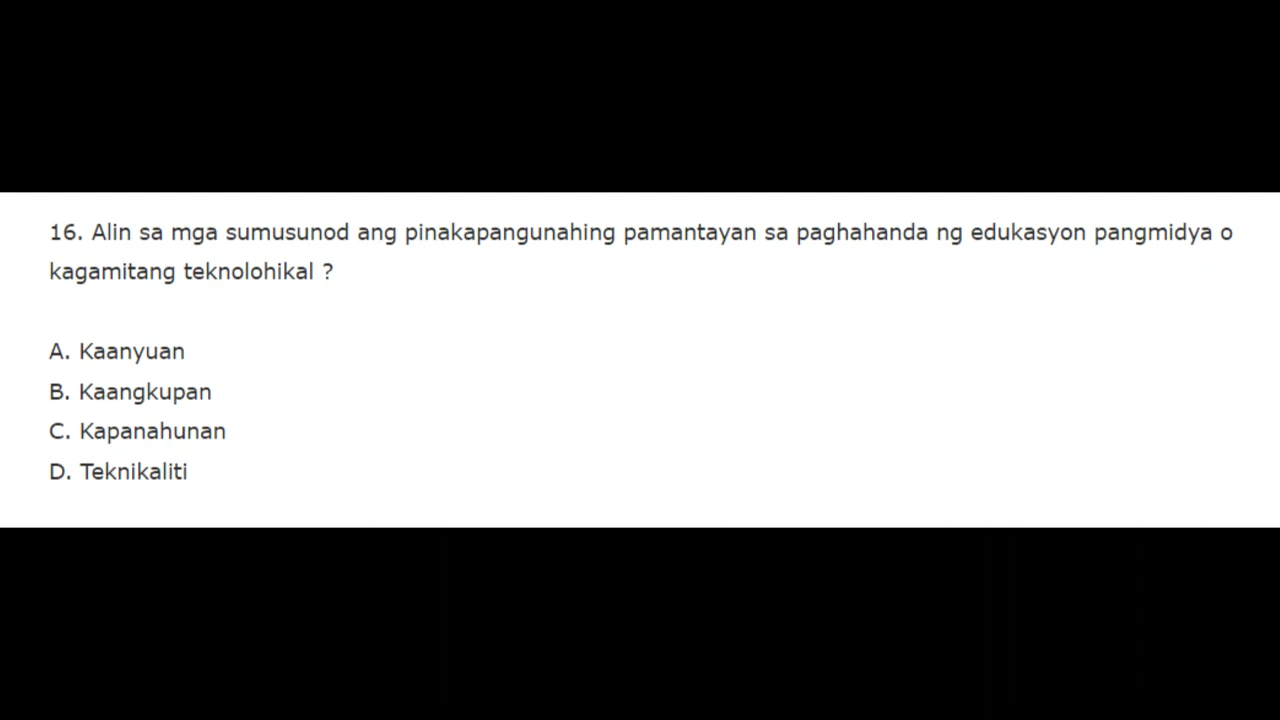 16. Alin sa mga sumusunod ang pinakapangunahing pamantayan sa paghahanda ng edukasyon pangmidya o
kagamitang teknolohikal ?
A. Kaanyuan
B. Kaangkupan
C. Kapanahunan
D. Teknikaliti